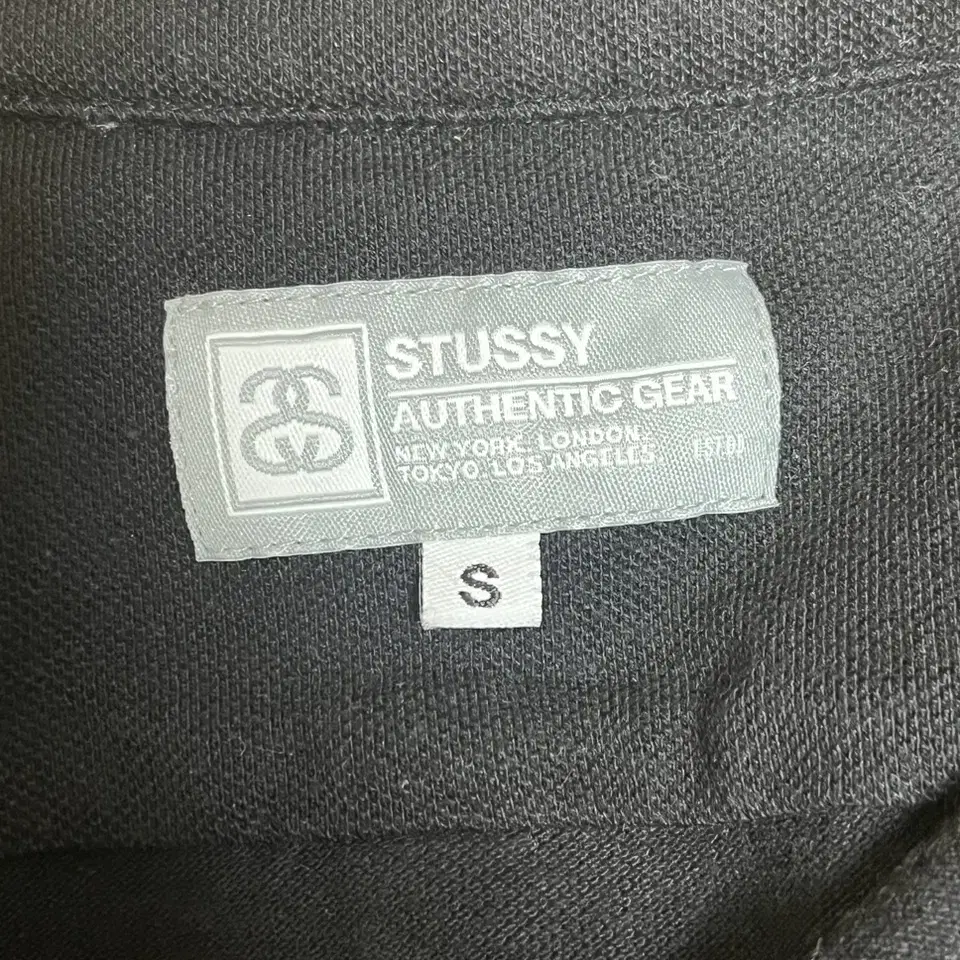 STUSSY
AUTHENTIC GEAR
NEW YORK. LONDON.
TOKYO. LOS ANGELES.
S